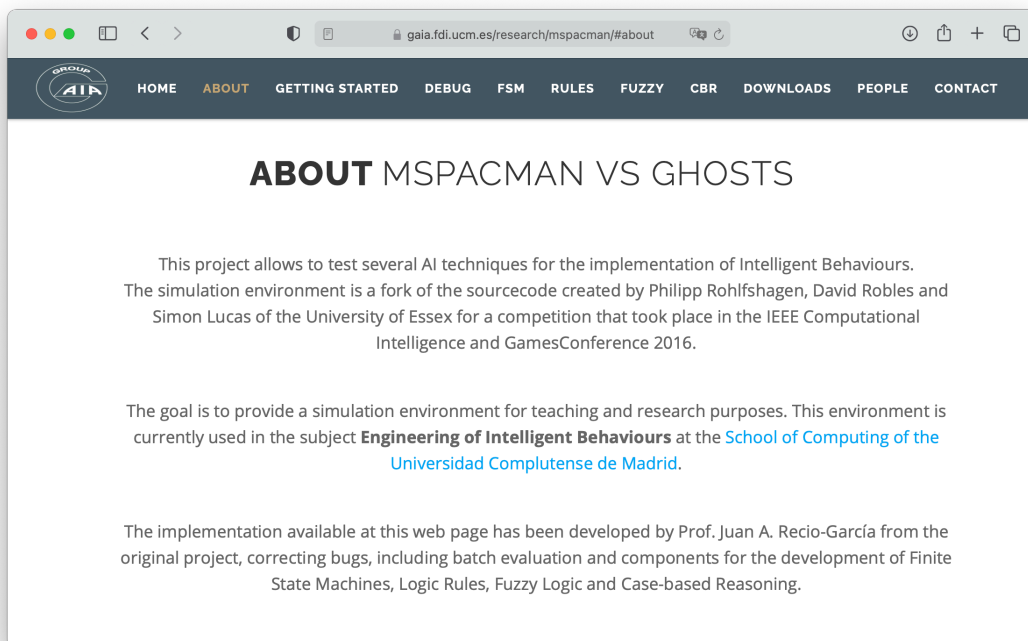 gaia.fdi.ucm.es/research/mspacman/#about
GROUP
GAIA
HOME ABOUT GETTING STARTED DEBUG FSM RULES FUZZY CBR DOWNLOADS PEOPLE CONTACT
ABOUT MSPACMAN VS GHOSTS
This project allows to test several AI techniques for the implementation of Intelligent Behaviours.
The simulation environment is a fork of the sourcecode created by Philipp Rohlfshagen, David Robles and
Simon Lucas of the University of Essex for a competition that took place in the IEEE Computational
Intelligence and GamesConference 2016.
The goal is to provide a simulation environment for teaching and research purposes. This environment is
currently used in the subject Engineering of Intelligent Behaviours at the School of Computing of the
Universidad Complutense de Madrid.
The implementation available at this web page has been developed by Prof. Juan A. Recio-García from the
original project, correcting bugs, including batch evaluation and components for the development of Finite
State Machines, Logic Rules, Fuzzy Logic and Case-based Reasoning.